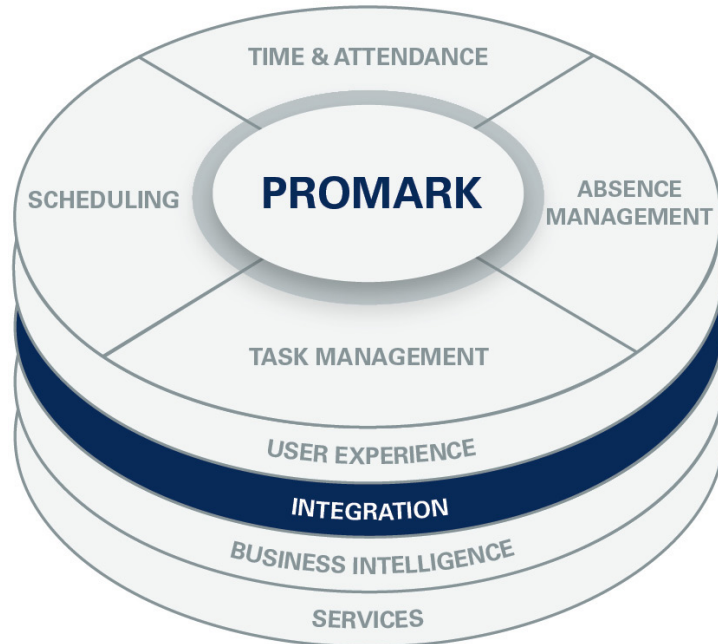 TIME & ATTENDANCE
SCHEDULING
PROMARK
ABSENCE
MANAGEMENT
TASK MANAGEMENT
USER EXPERIENCE
INTEGRATION
BUSINESS INTELLIGENCE
SERVICES